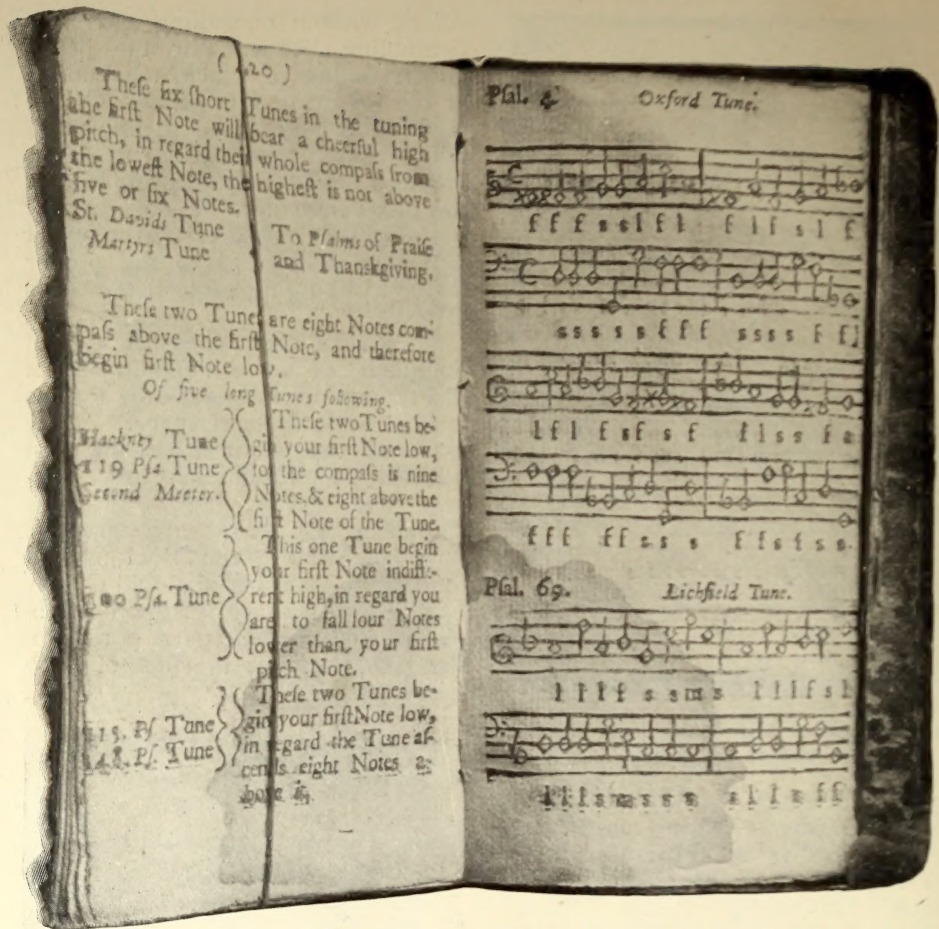 ( 420 )
Theſe ſix ſhort Tunes in the tuning
the firſt Note will bear a cheerful high
pitch, in regard their whole compaſs from
the loweſt Note, the higheſt is not above
five or ſix Notes.
St. Davids Tune
Martyrs Tune
To Pſalms of Praiſe
and Thanskgiving,
Theſe two Tunes are eight Notes com-
paſs above the firſt Note, and therefore
begin firſt Note low.
Of five long Tunes following.
Hackney Tune
119 Pſa. Tune
Second Meeter.
Theſe two Tunes be-
gin your firſt Note low,
for the compaſs is nine
Notes. & eight above the
firſt Note of the Tune.
100 Pſa. Tune
This one Tune begin
your firſt Note indiffe-
rent high, in regard you
are to fall four Notes
lower than your firſt
pitch Note.
Pſ. Tune
148. Pſ. Tune
Theſe two Tunes be-
gin your firſt Note low,
in regard the Tune aſ-
cends eight Notes a-
bove it.
Pſal. 4 Oxford Tune.
f f f s s l f l f l f s l f
s s s s s f f f s s s s f f l
l f l f s f s f f l s s f s
f f f f f s s s f f s f s s.
Pſal. 69. Lichfield Tune.
l l l f s s m s l l l f s l
l l f s m s s s s l l s f f